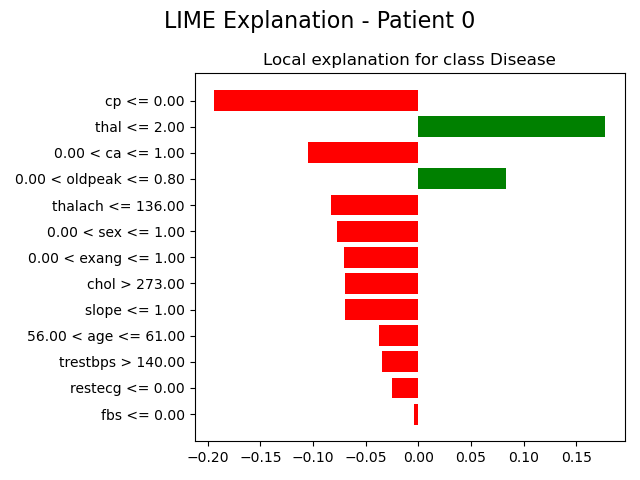 LIME Explanation - Patient 0
Local explanation for class Disease
cp <= 0.00
thal <= 2.00
0.00 < ca <= 1.00
0.00 < oldpeak <= 0.80
thalach <= 136.00
0.00 < sex <= 1.00
0.00 < exang <= 1.00
chol > 273.00
slope <= 1.00
56.00 < age <= 61.00
trestbps > 140.00
restecg <= 0.00
fbs <= 0.00
−0.20 −0.15 −0.10 −0.05 0.00 0.05 0.10 0.15